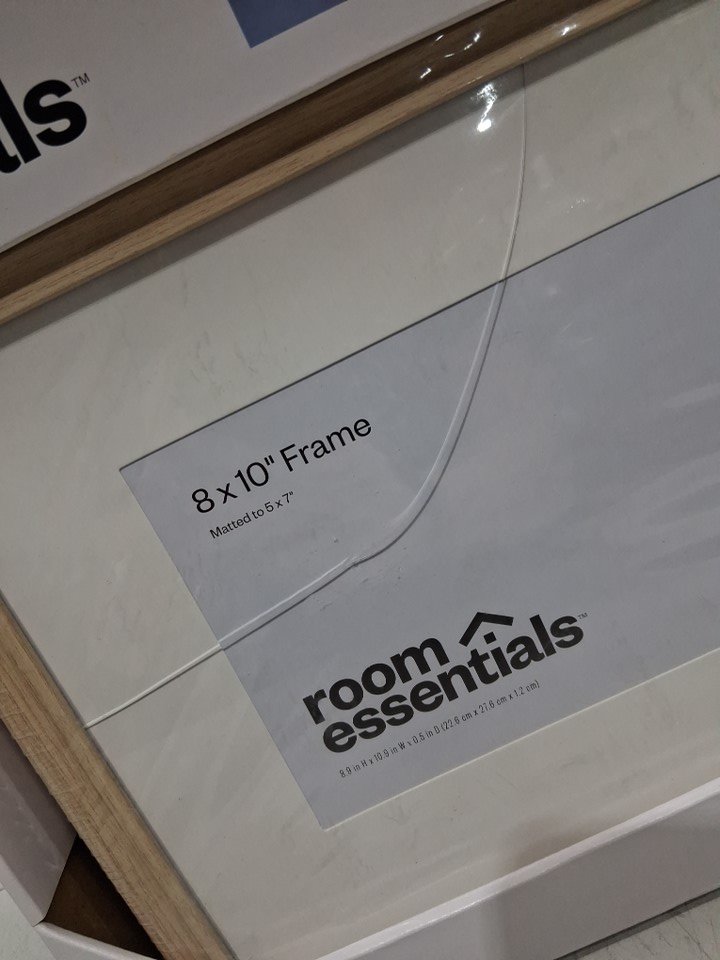 ls™
8 x 10" Frame
Matted to 5 x 7"
room
essentials™
8.9 in H x 10.9 in W x 0.5 in D (22.6 cm x 27.6 cm x 1.2 cm)